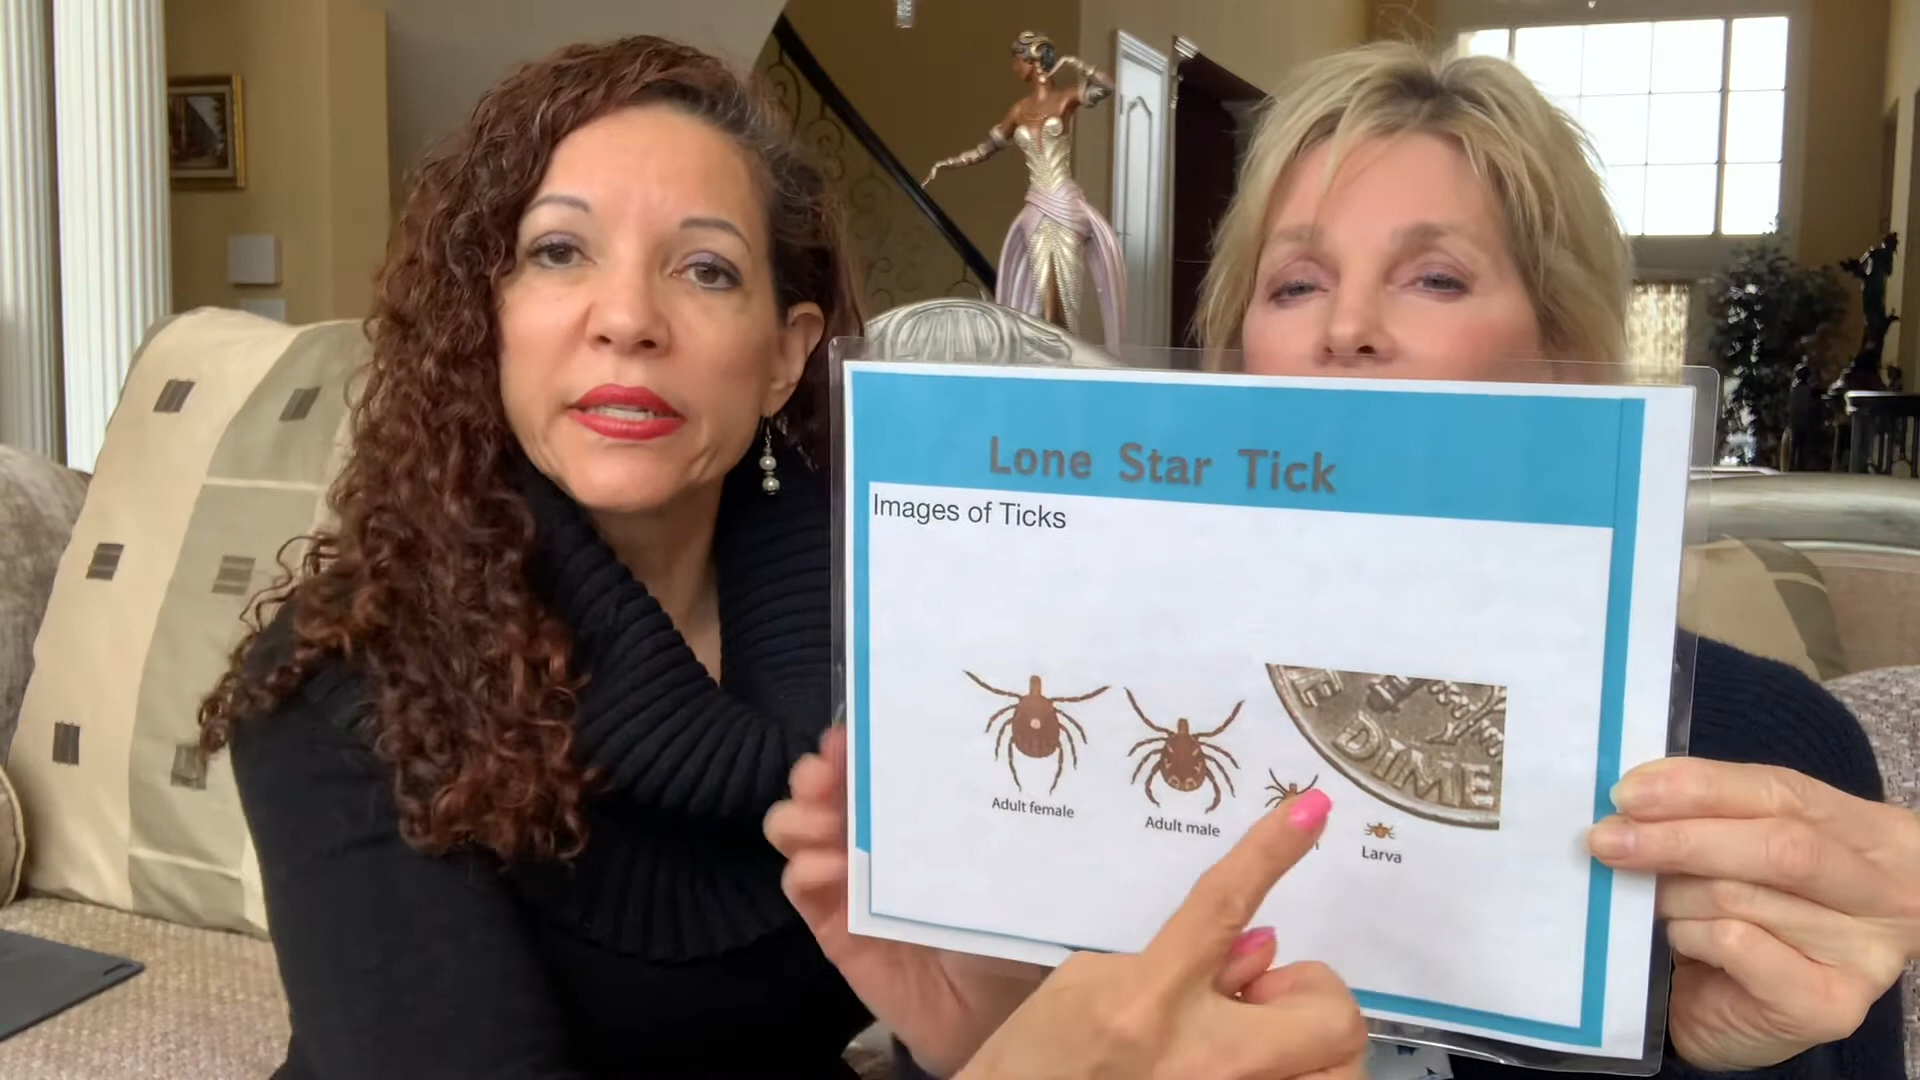 Lone Star Tick
Images of Ticks
DIME
Adult female
Adult male
Larva